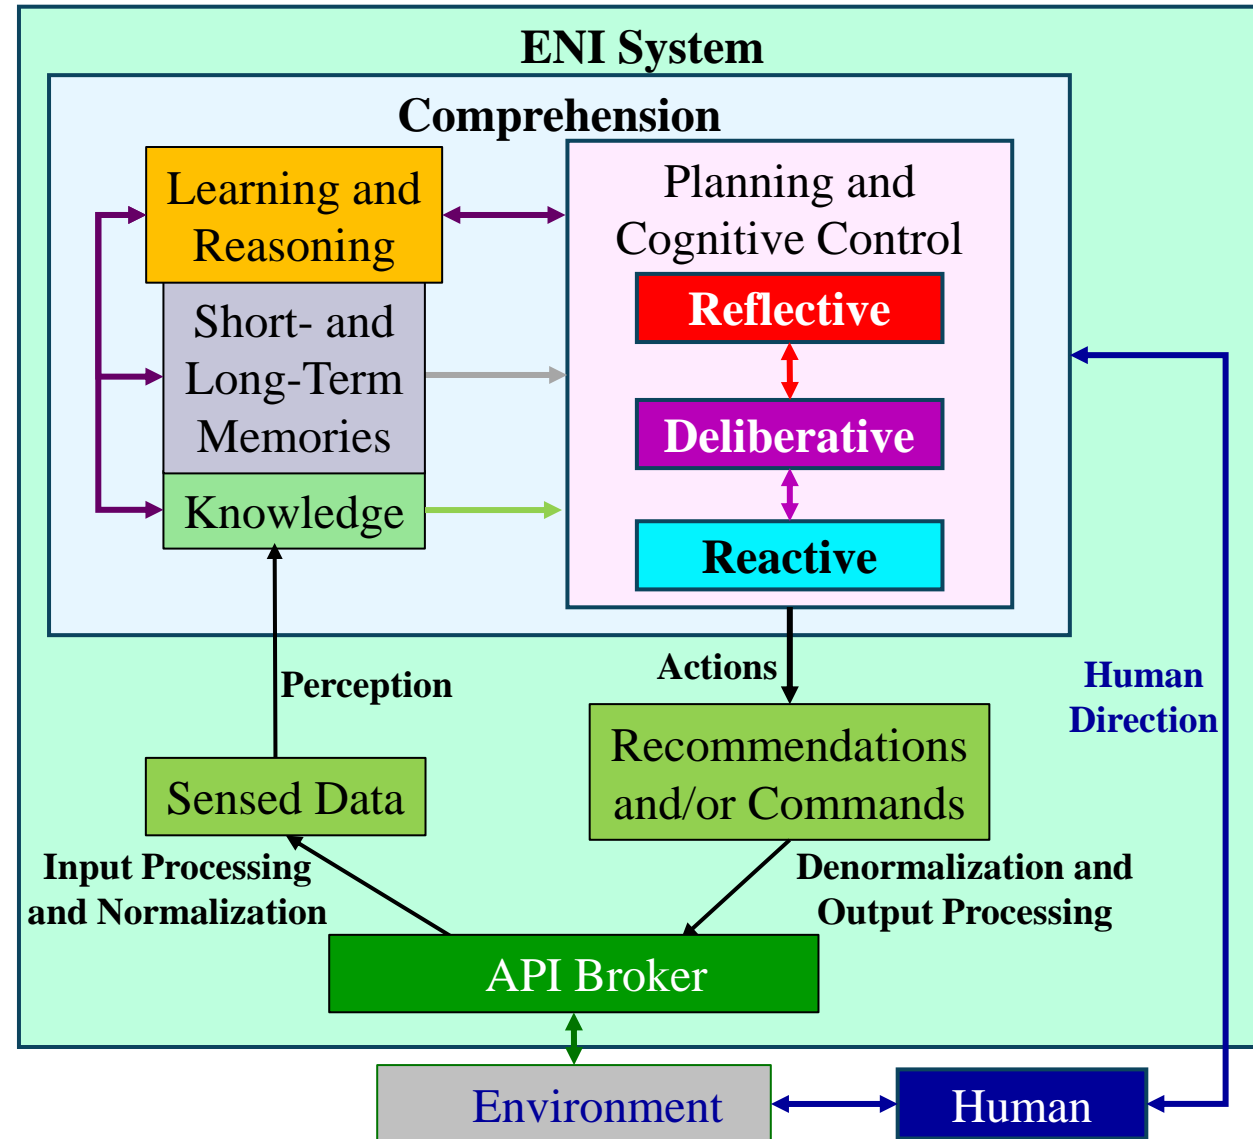 ENI System
Comprehension
Learning and
Reasoning
Short- and
Long-Term
Memories
Knowledge
Planning and
Cognitive Control
Reflective
Deliberative
Reactive
Perception
Actions
Human
Direction
Sensed Data
Recommendations
and/or Commands
Input Processing
and Normalization
Denormalization and
Output Processing
API Broker
Environment
Human